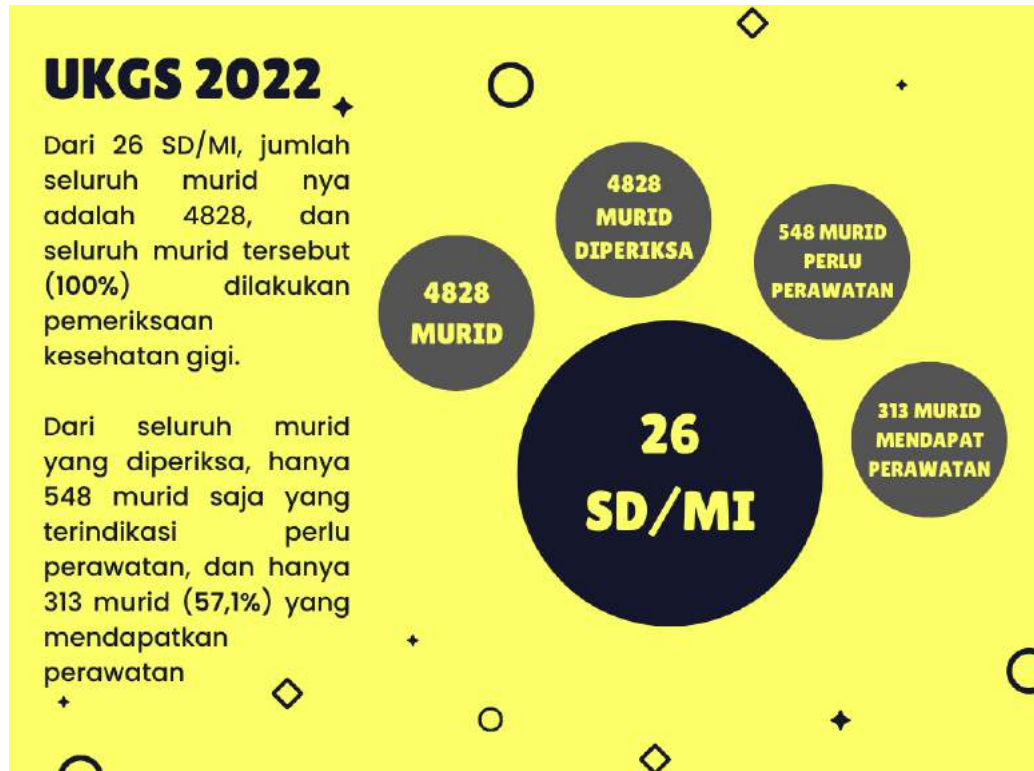 UKGS 2022
Dari 26 SD/MI, jumlah
seluruh murid nya
adalah 4828, dan
seluruh murid tersebut
(100%) dilakukan
pemeriksaan
kesehatan gigi.
Dari seluruh murid
yang diperiksa, hanya
548 murid saja yang
terindikasi perlu
perawatan, dan hanya
313 murid (57,1%) yang
mendapatkan
perawatan
4828
MURID
4828
MURID
DIPERIKSA
548 MURID
PERLU
PERAWATAN
313 MURID
MENDAPAT
PERAWATAN
26
SD/MI